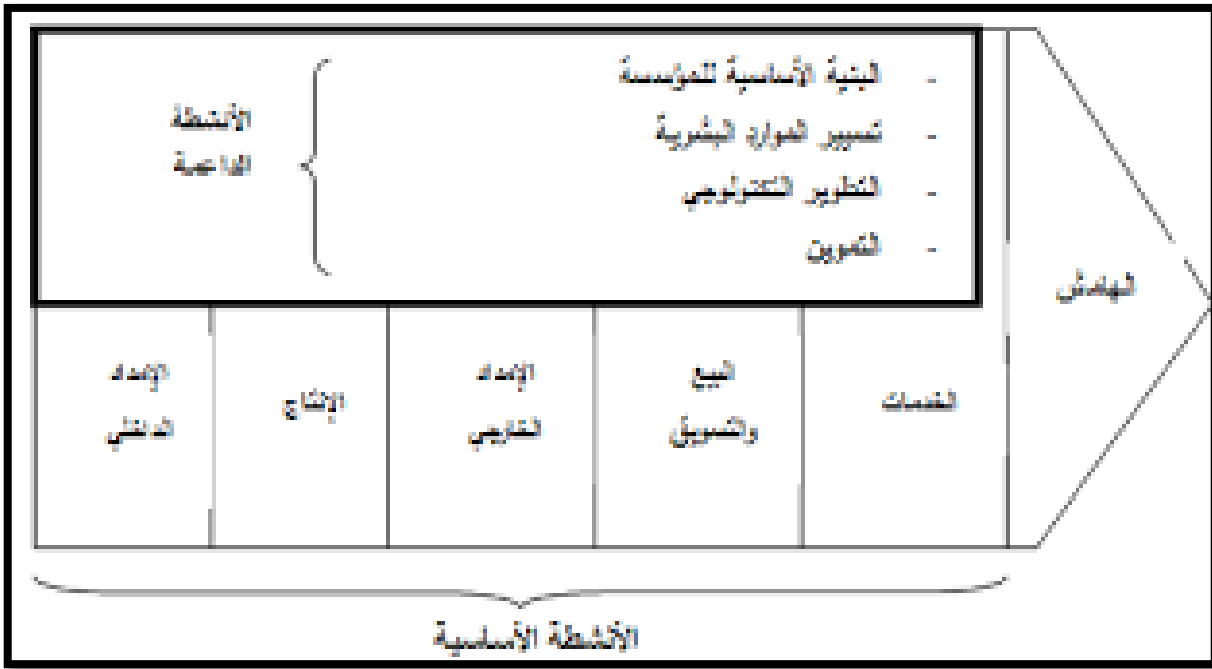 - البنية الأساسية للمؤسسة
- تسيير الموارد البشرية
- التطوير التكنولوجي
- التموين
الأنشطة
الداعمة
الهامش
الإمداد
الداخلي
الإنتاج
الإمداد
الخارجي
البيع
والتسويق
الخدمات
الأنشطة الأساسية